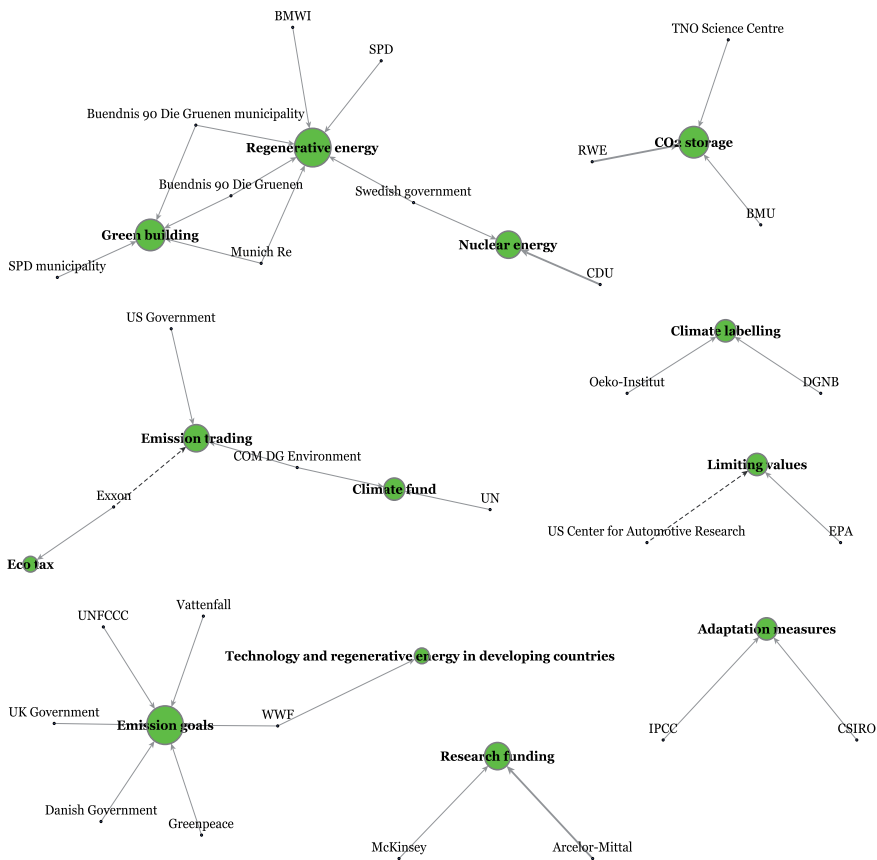 BMWI
TNO Science Centre
SPD
Buendnis 90 Die Gruenen municipality
Regenerative energy
CO2 storage
RWE
Buendnis 90 Die Gruenen
Swedish government
BMU
Green building
Munich Re
Nuclear energy
SPD municipality
CDU
US Government
Climate labelling
Oeko-Institut
DGNB
Emission trading
COM DG Environment
Limiting values
Climate fund
Exxon
UN
US Center for Automotive Research
EPA
Eco tax
Vattenfall
UNFCCC
Adaptation measures
Technology and regenerative energy in developing countries
UK Government
WWF
Emission goals
IPCC
CSIRO
Research funding
Danish Government
Greenpeace
McKinsey
Arcelor-Mittal